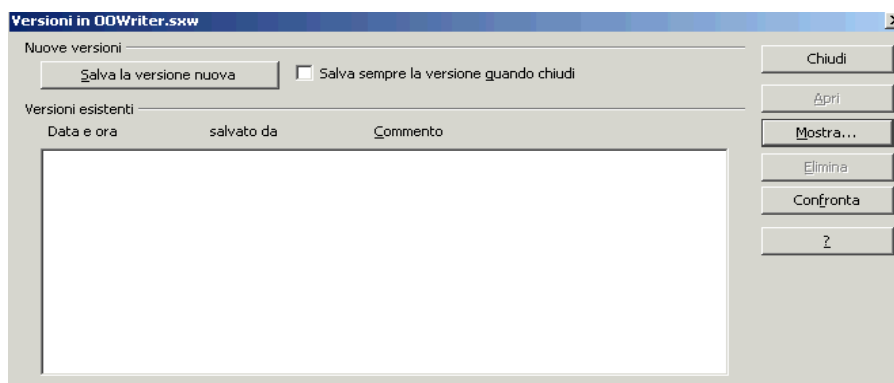 Versioni in OOWriter.sxw
Nuove versioni
Salva la versione nuova
Salva sempre la versione quando chiudi
Versioni esistenti
Data e ora salvato da Commento
Chiudi
Apri
Mostra...
Elimina
Confronta
?